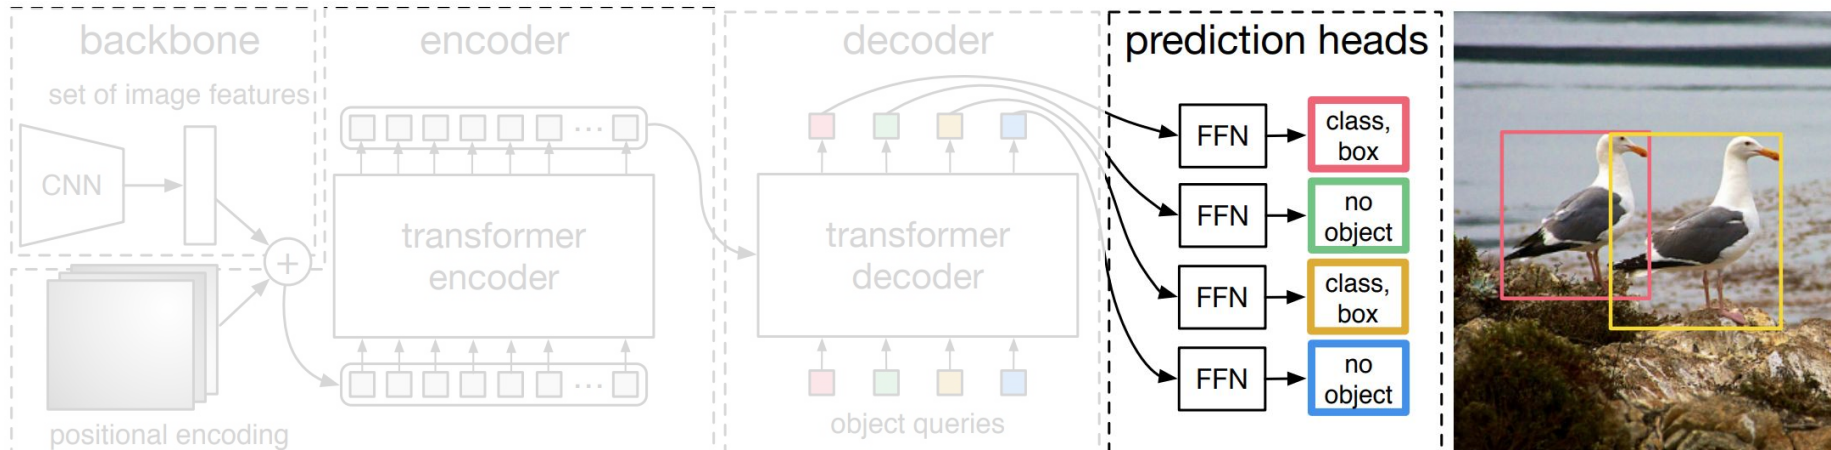 backbone
set of image features
CNN
+
positional encoding
encoder
...
transformer
encoder
...
decoder
transformer
decoder
object queries
prediction heads
FFN
class,
box
FFN
no
object
FFN
class,
box
FFN
no
object